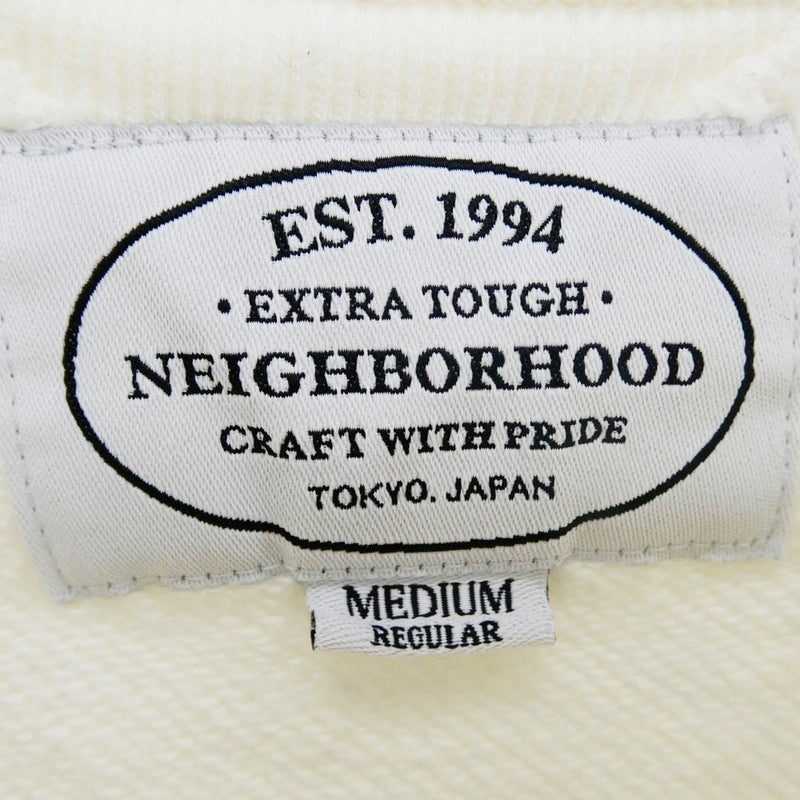 EST. 1994
·EXTRA TOUGH·
NEIGHBORHOOD
CRAFT WITH PRIDE
TOKYO. JAPAN
MEDIUM
REGULAR